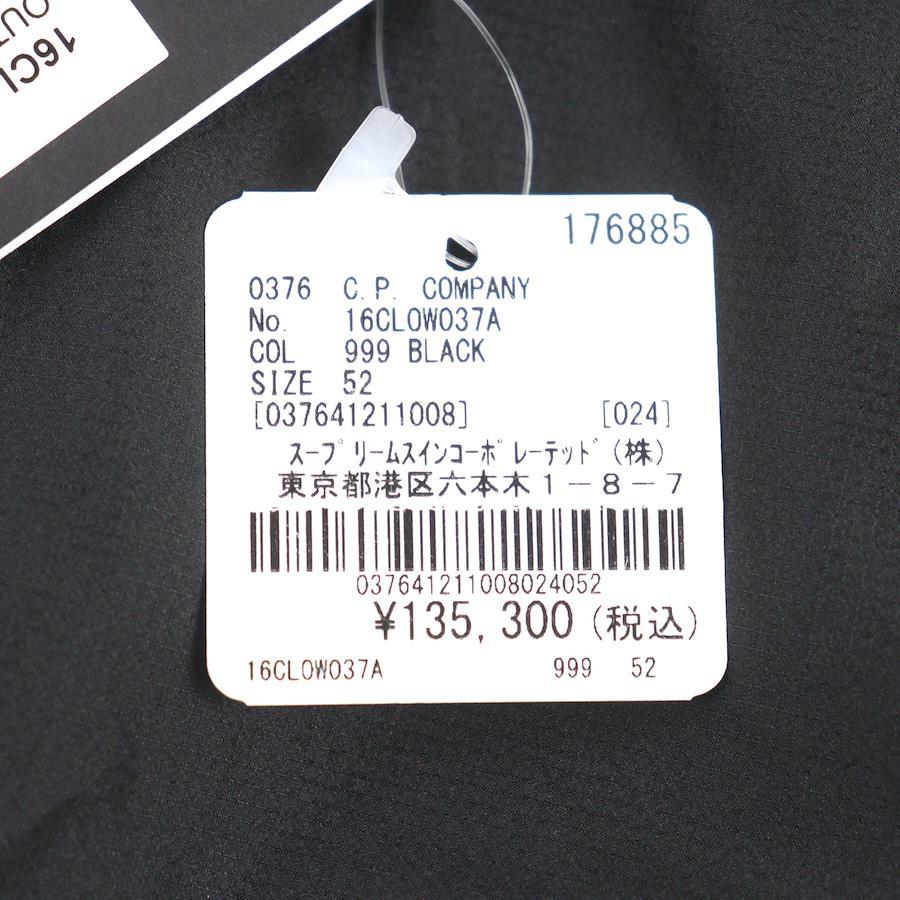 16CL
OUT
176885
0376 C.P. COMPANY
No. 16CLOW037A
COL 999 BLACK
SIZE 52
[037641211008] [024]
スープリームスインコーポレーテッド(株)
東京都港区六本木1-8-7
037641211008024052
¥135,300(税込)
16CLOW037A 999 52